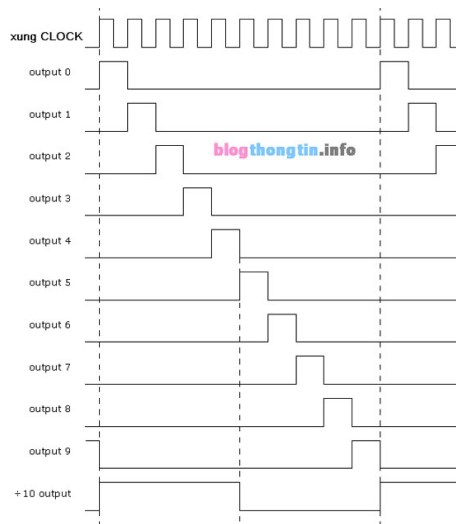 xung CLOCK
output 0
output 1
output 2
blogthongtin.info
output 3
output 4
output 5
output 6
output 7
output 8
output 9
÷10 output